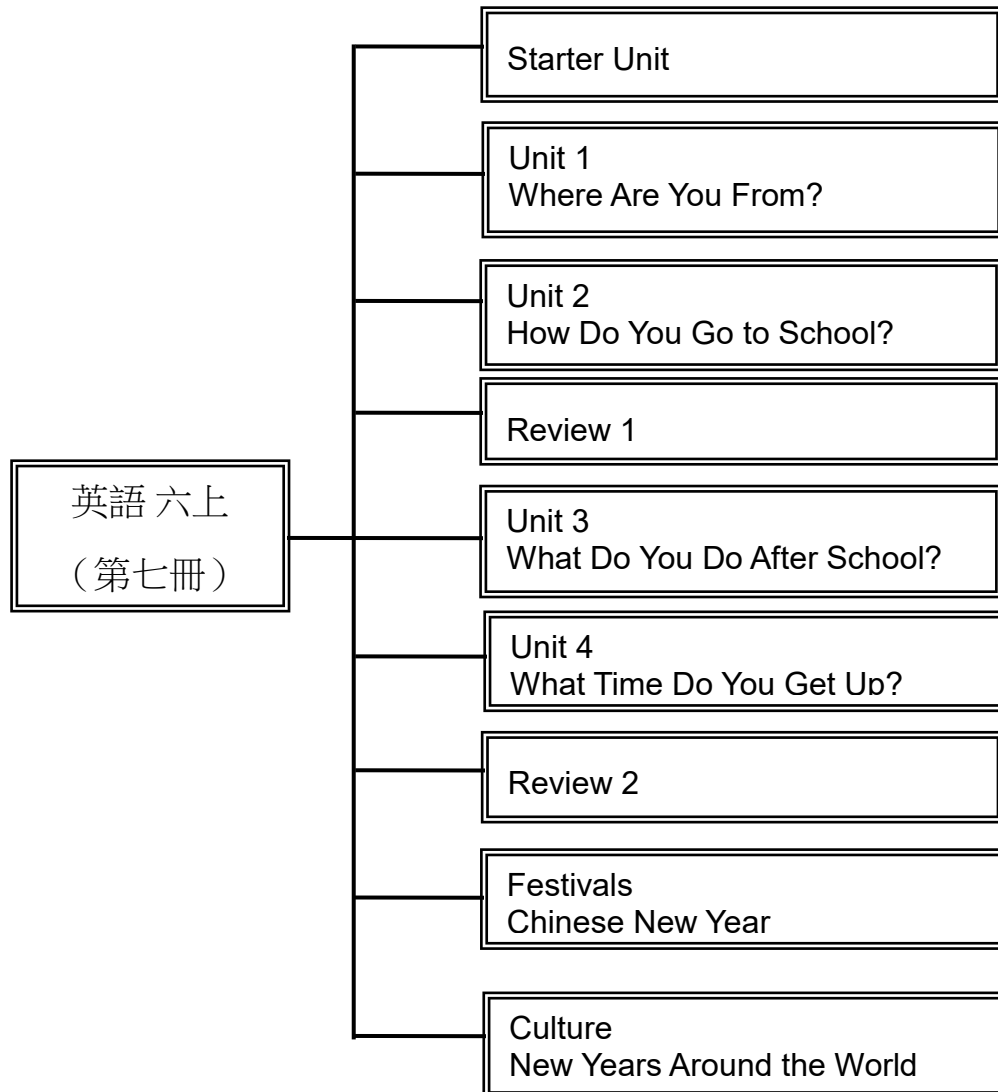 Starter Unit
Unit 1
Where Are You From?
Unit 2
How Do You Go to School?
Review 1
英語 六上
（第七冊）
Unit 3
What Do You Do After School?
Unit 4
What Time Do You Get Up?
Review 2
Festivals
Chinese New Year
Culture
New Years Around the World